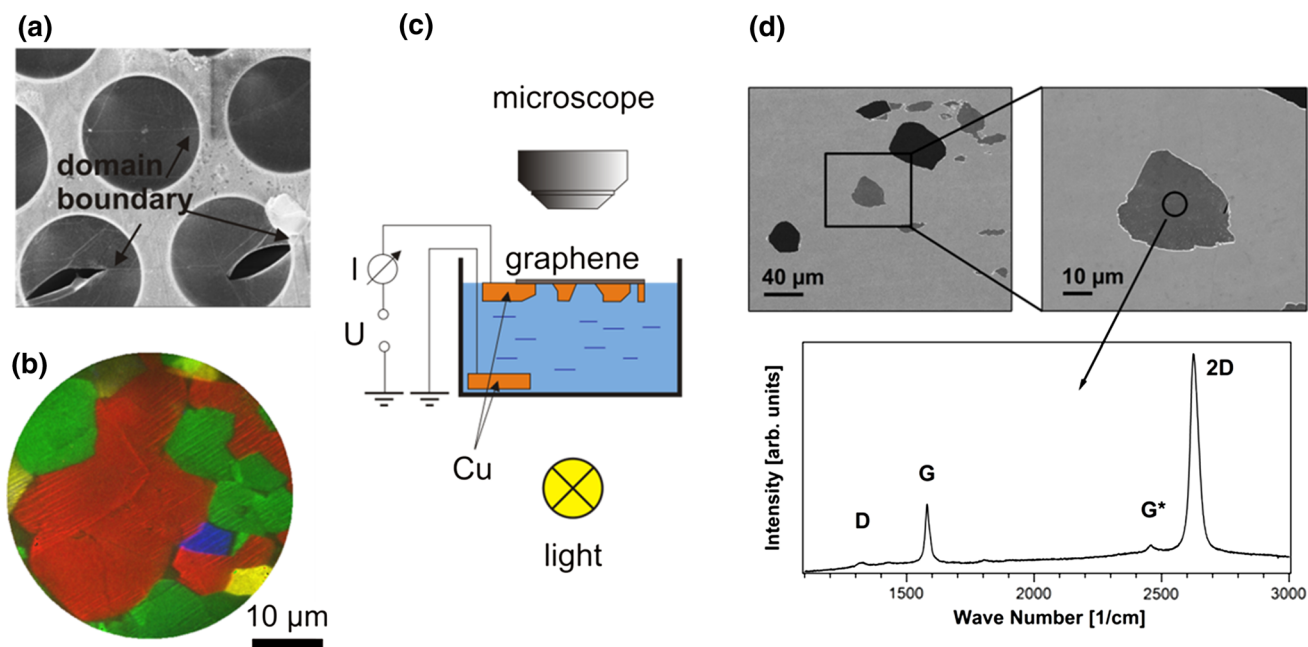 (a)
domain
boundary
(b)
10 µm
(c)
microscope
graphene
I
U
Cu
light
(d)
40 µm
10 µm
Intensity [arb. units]
D
G
G*
2D
1500
2000
2500
3000
Wave Number [1/cm]